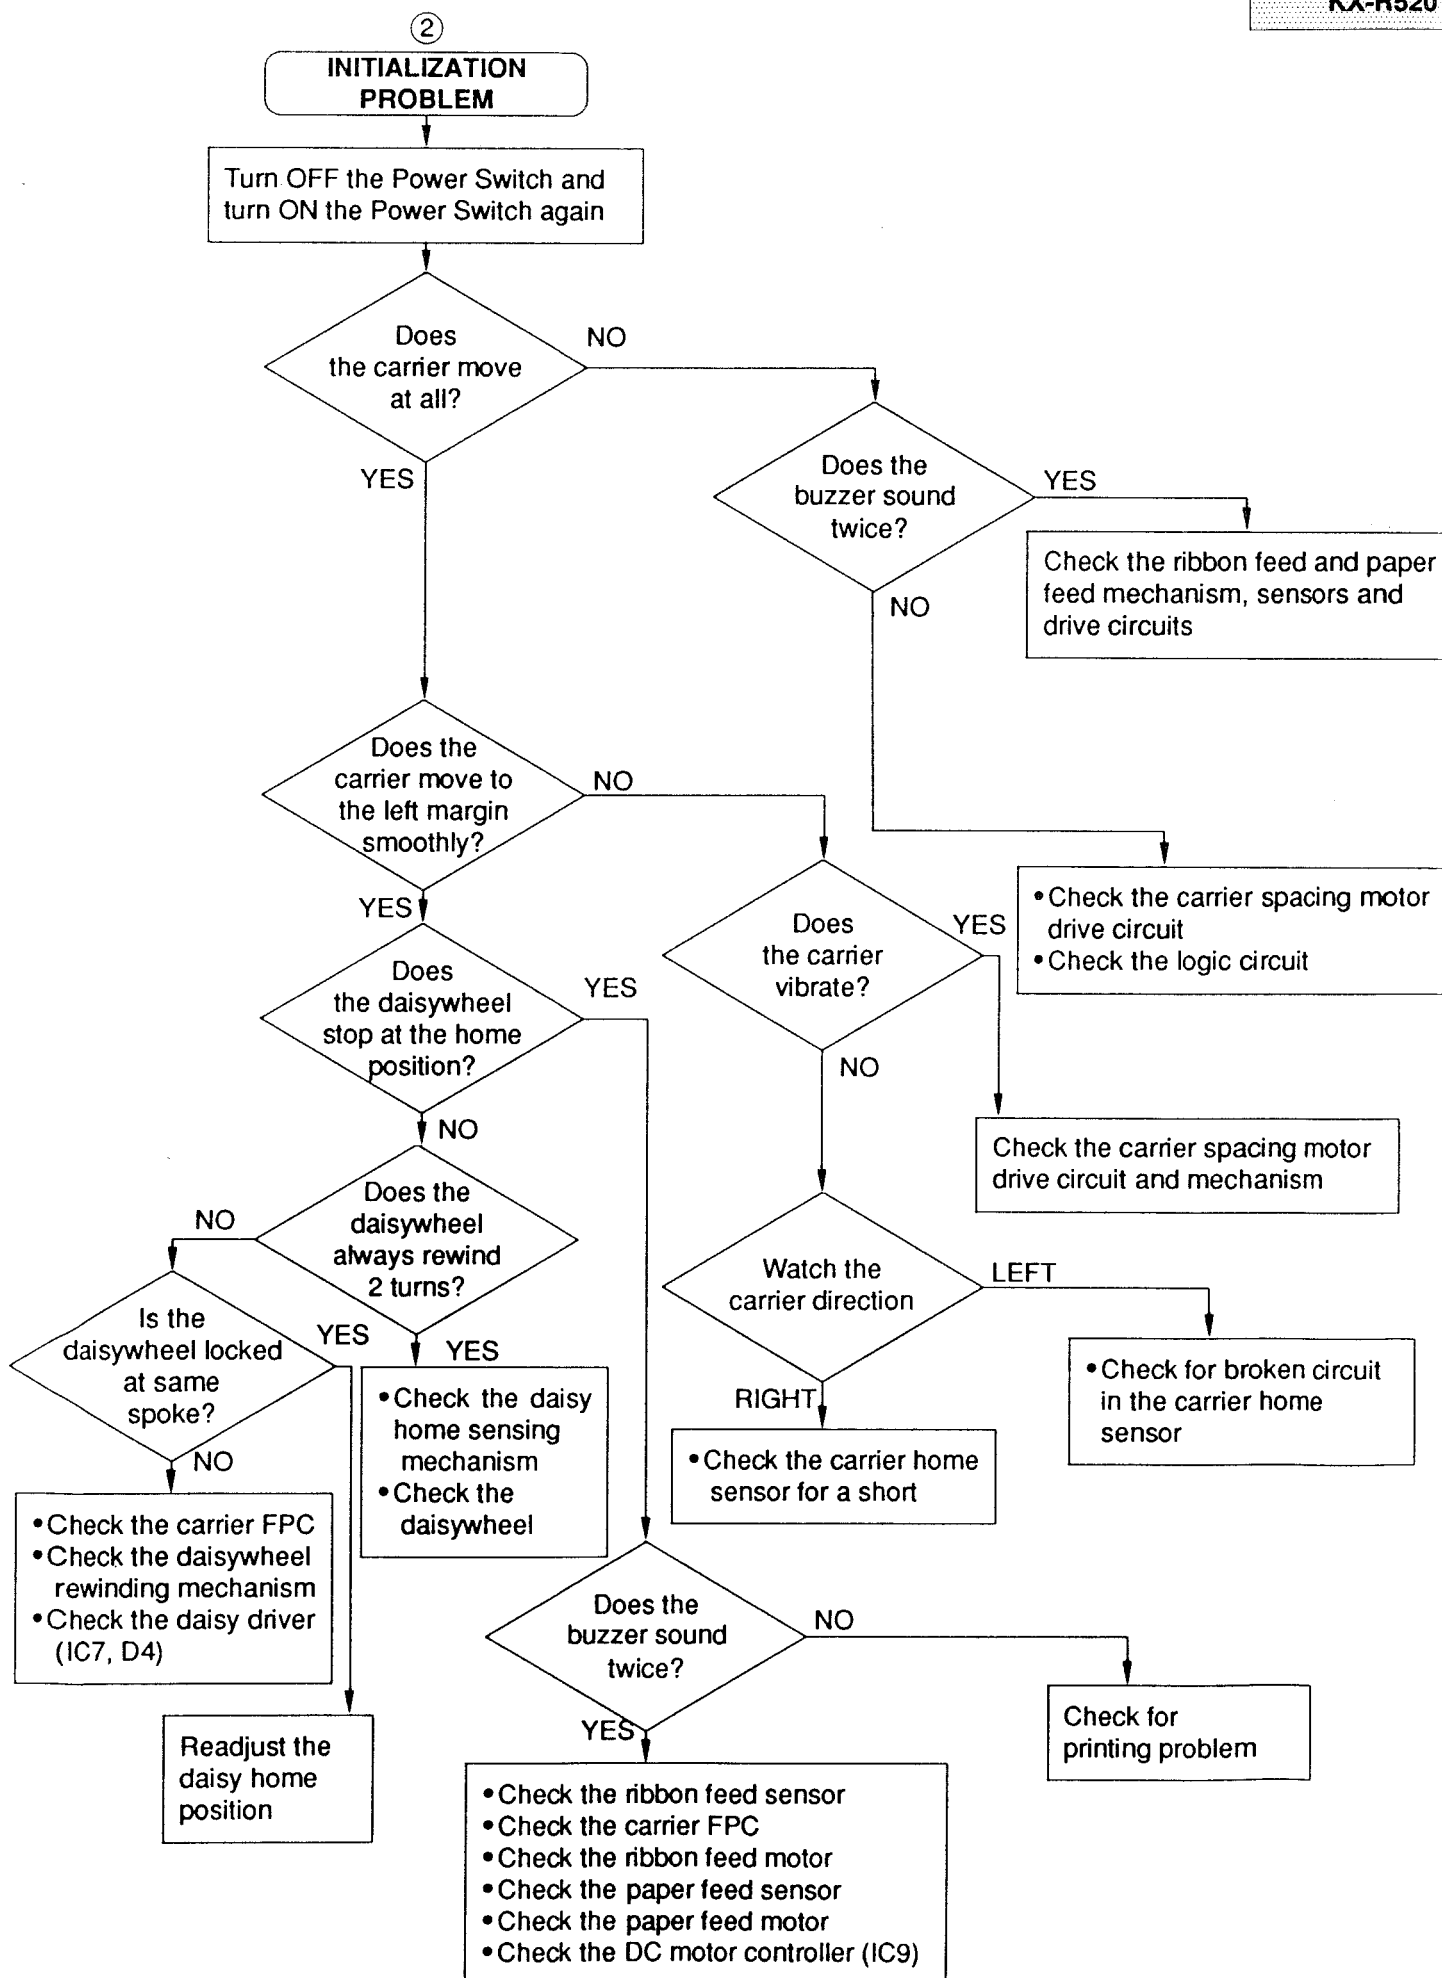 KX-R520
②
INITIALIZATION
PROBLEM
Turn OFF the Power Switch and
turn ON the Power Switch again
Does
the carrier move
at all?
NO
YES
Does the
buzzer sound
twice?
YES
NO
Check the ribbon feed and paper
feed mechanism, sensors and
drive circuits
Does the
carrier move to
the left margin
smoothly?
NO
YES
•Check the carrier spacing motor
drive circuit
•Check the logic circuit
Does
the carrier
vibrate?
YES
NO
Does
the daisywheel
stop at the home
position?
YES
NO
Check the carrier spacing motor
drive circuit and mechanism
Does the
daisywheel
always rewind
2 turns?
NO
YES
Watch the
carrier direction
LEFT
RIGHT
Is the
daisywheel locked
at same
spoke?
YES
NO
•Check the daisy
home sensing
mechanism
•Check the
daisywheel
•Check for broken circuit
in the carrier home
sensor
•Check the carrier home
sensor for a short
•Check the carrier FPC
•Check the daisywheel
rewinding mechanism
•Check the daisy driver
(IC7, D4)
Does the
buzzer sound
twice?
NO
YES
Check for
printing problem
Readjust the
daisy home
position
•Check the ribbon feed sensor
•Check the carrier FPC
•Check the ribbon feed motor
•Check the paper feed sensor
•Check the paper feed motor
•Check the DC motor controller (IC9)